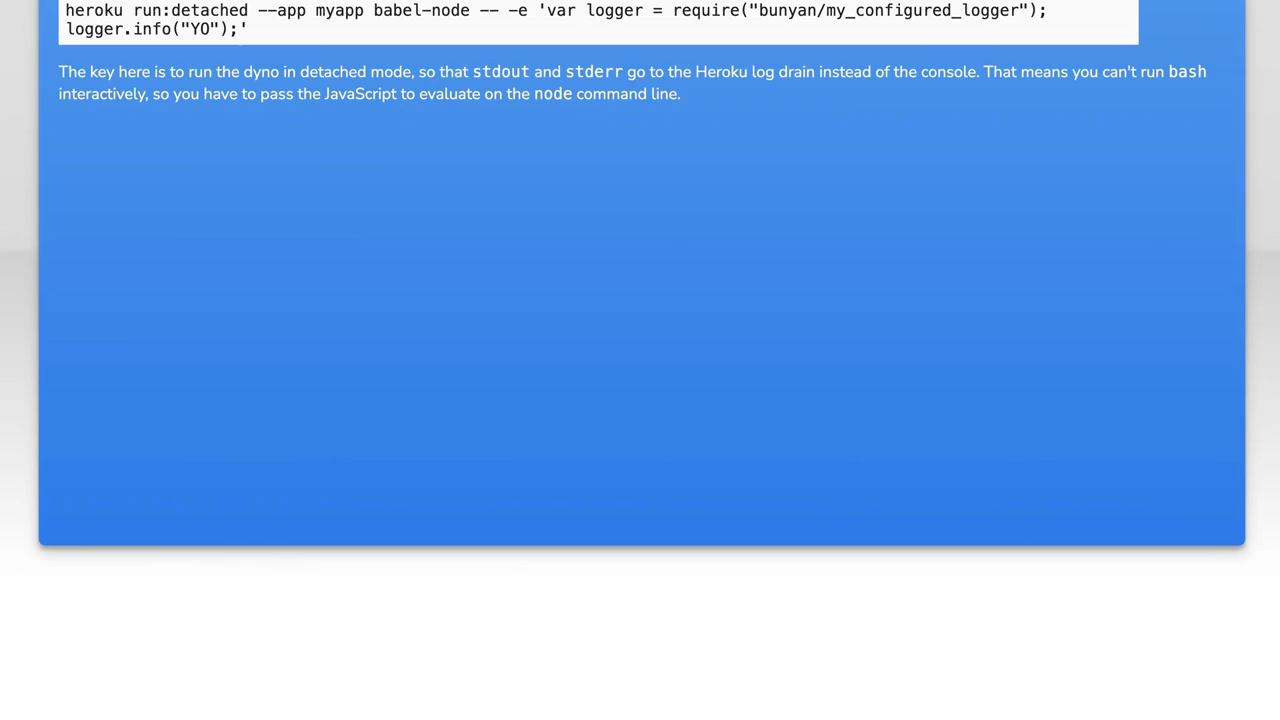 heroku run:detached --app myapp babel-node -- -e 'var logger = require("bunyan/my_configured_logger");
logger.info("YO");'
The key here is to run the dyno in detached mode, so that stdout and stderr go to the Heroku log drain instead of the console. That means you can't run bash
interactively, so you have to pass the JavaScript to evaluate on the node command line.